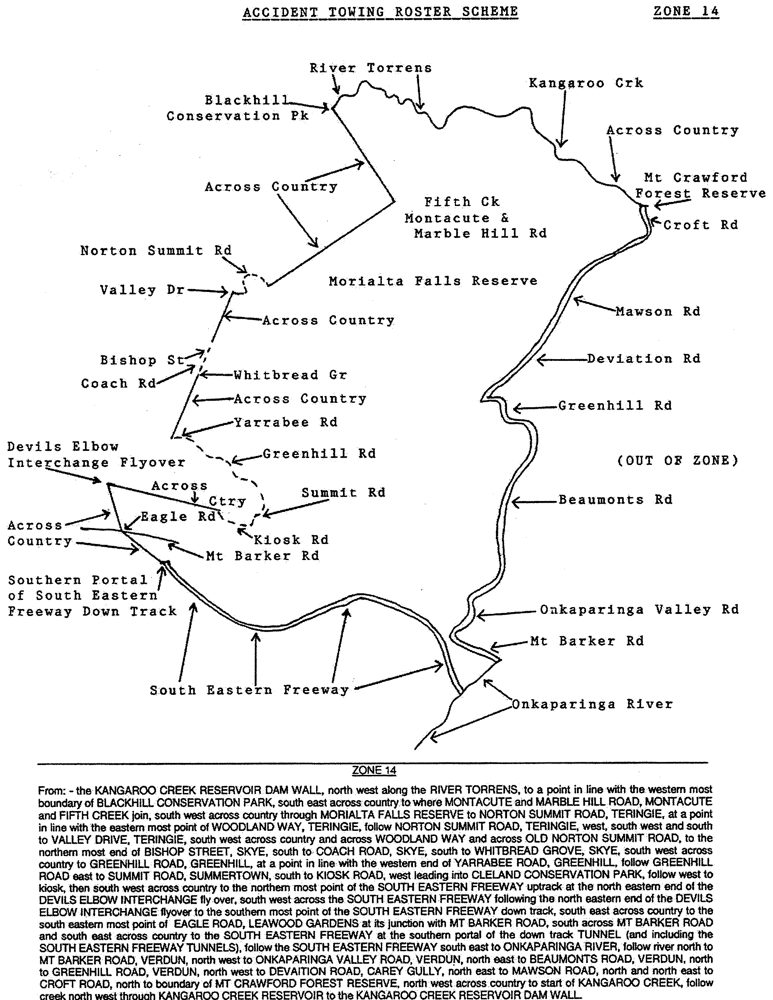 ACCIDENT TOWING ROSTER SCHEME
ZONE 14
River Torrens
Kangaroo Crk
Blackhill
Conservation Pk
Across Country
Mt Crawford
Forest Reserve
Across Country
Fifth Ck
Montacute &
Marble Hill Rd
Croft Rd
Norton Summit Rd
Morialta Falls Reserve
Valley Dr
Mawson Rd
Across Country
Bishop St
Deviation Rd
Coach Rd
Whitbread Gr
Across Country
Greenhill Rd
Yarrabee Rd
Devils Elbow
Interchange Flyover
Greenhill Rd
(OUT OF ZONE)
Across
Ctry
Summit Rd
Beaumonts Rd
Eagle Rd
Across
Country
Kiosk Rd
Mt Barker Rd
Southern Portal
of South Eastern
Freeway Down Track
Onkaparinga Valley Rd
Mt Barker Rd
South Eastern Freeway
Onkaparinga River
ZONE 14
From: - the KANGAROO CREEK RESERVOIR DAM WALL, north west along the RIVER TORRENS, to a point in line with the western most
boundary of BLACKHILL CONSERVATION PARK, south east across country to where MONTACUTE and MARBLE HILL ROAD, MONTACUTE
and FIFTH CREEK join, south west across country through MORIALTA FALLS RESERVE to NORTON SUMMIT ROAD, TERINGIE, at a point
in line with the eastern most point of WOODLAND WAY, TERINGIE, follow NORTON SUMMIT ROAD, TERINGIE, west, south west and south
to VALLEY DRIVE, TERINGIE, south west across country and across WOODLAND WAY and across OLD NORTON SUMMIT ROAD, to the
northern most end of BISHOP STREET, SKYE, south to COACH ROAD, SKYE, south to WHITBREAD GROVE, SKYE, south west across
country to GREENHILL ROAD, GREENHILL, at a point in line with the western end of YARRABEE ROAD, GREENHILL, follow GREENHILL
ROAD east to SUMMIT ROAD, SUMMERTOWN, south to KIOSK ROAD, west leading into CLELAND CONSERVATION PARK, follow west to
kiosk, then south west across country to the northern most point of the SOUTH EASTERN FREEWAY uptrack at the north eastern end of the
DEVILS ELBOW INTERCHANGE fly over, south west across the SOUTH EASTERN FREEWAY following the north eastern end of the DEVILS
ELBOW INTERCHANGE flyover to the southern most point of the SOUTH EASTERN FREEWAY down track, south east across country to the
south eastern most point of EAGLE ROAD, LEAWOOD GARDENS at its junction with MT BARKER ROAD, south across MT BARKER ROAD
and south east across country to the SOUTH EASTERN FREEWAY at the southern portal of the down track TUNNEL (and including the
SOUTH EASTERN FREEWAY TUNNELS), follow the SOUTH EASTERN FREEWAY south east to ONKAPARINGA RIVER, follow river north to
MT BARKER ROAD, VERDUN, north west to ONKAPARINGA VALLEY ROAD, VERDUN, north east to BEAUMONTS ROAD, VERDUN, north
to GREENHILL ROAD, VERDUN, north west to DEVAITION ROAD, CAREY GULLY, north east to MAWSON ROAD, north and north east to
CROFT ROAD, north to boundary of MT CRAWFORD FOREST RESERVE, north west across country to start of KANGAROO CREEK, follow
creek north west through KANGAROO CREEK RESERVOIR to the KANGAROO CREEK RESERVOIR DAM WALL.